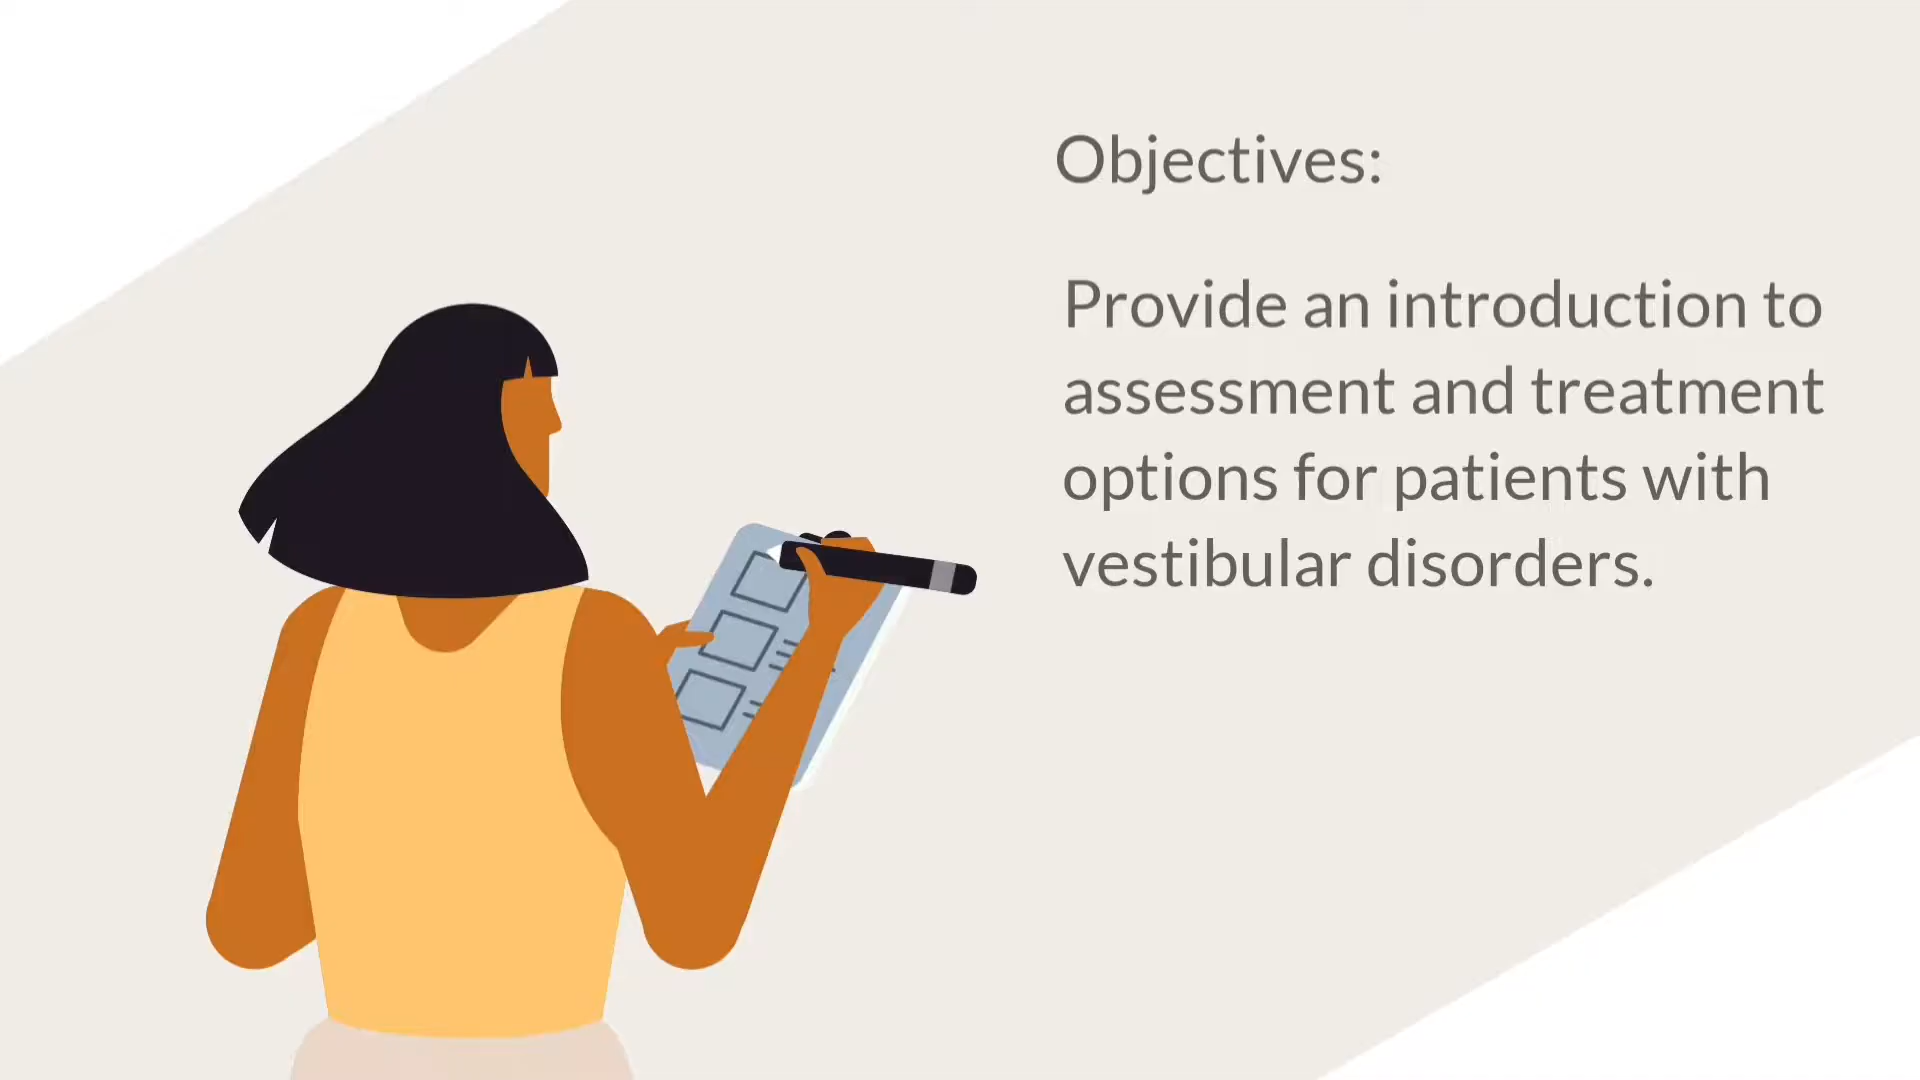 Objectives:
Provide an introduction to
assessment and treatment
options for patients with
vestibular disorders.